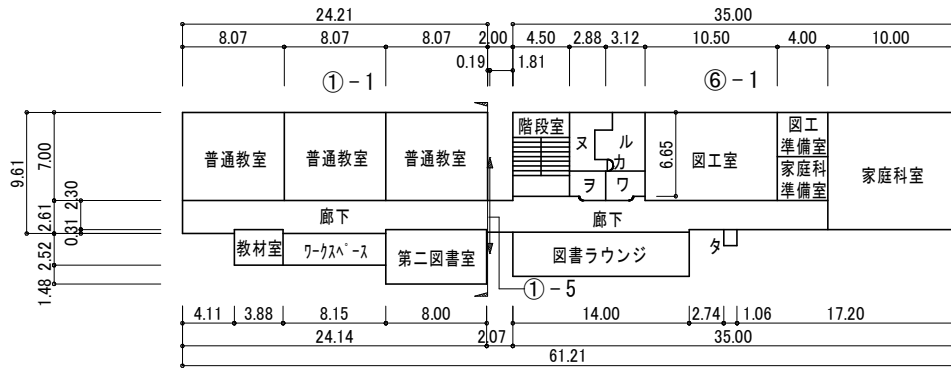 24.21
35.00
8.07
8.07
8.07
2.00
4.50
2.88
3.12
10.50
4.00
10.00
0.19
1.81
①-1
⑥-1
9.61
7.00
2.30
2.61
0.31
2.52
1.48
普通教室
普通教室
普通教室
階段室
ヌ
ル
カ
ヲ
ワ
6.65
図工室
図工
準備室
家庭科
準備室
家庭科室
廊下
廊下
教材室
ワークスペース
第二図書室
図書ラウンジ
タ
①-5
4.11
3.88
8.15
8.00
14.00
2.74
1.06
17.20
24.14
2.07
35.00
61.21